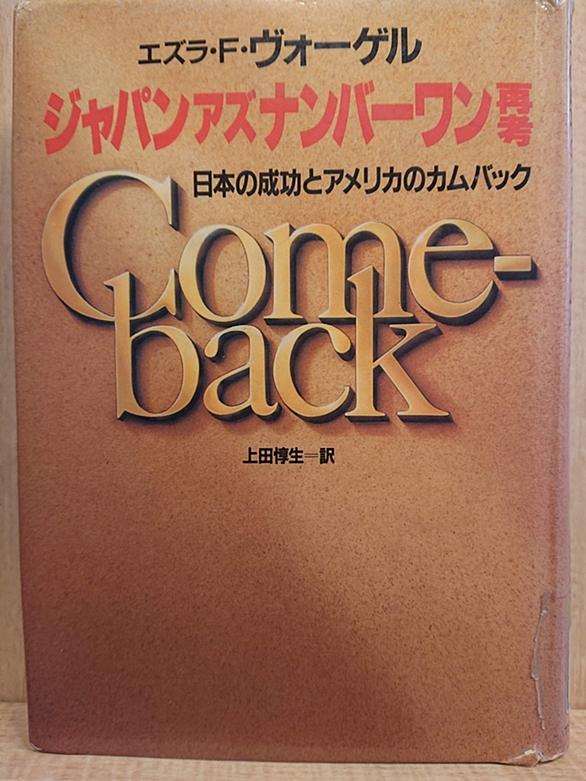 エズラ・F・ヴォーゲル
ジャパンアズナンバーワン再考
日本の成功とアメリカのカムバック
Come-
back
上田惇生=訳